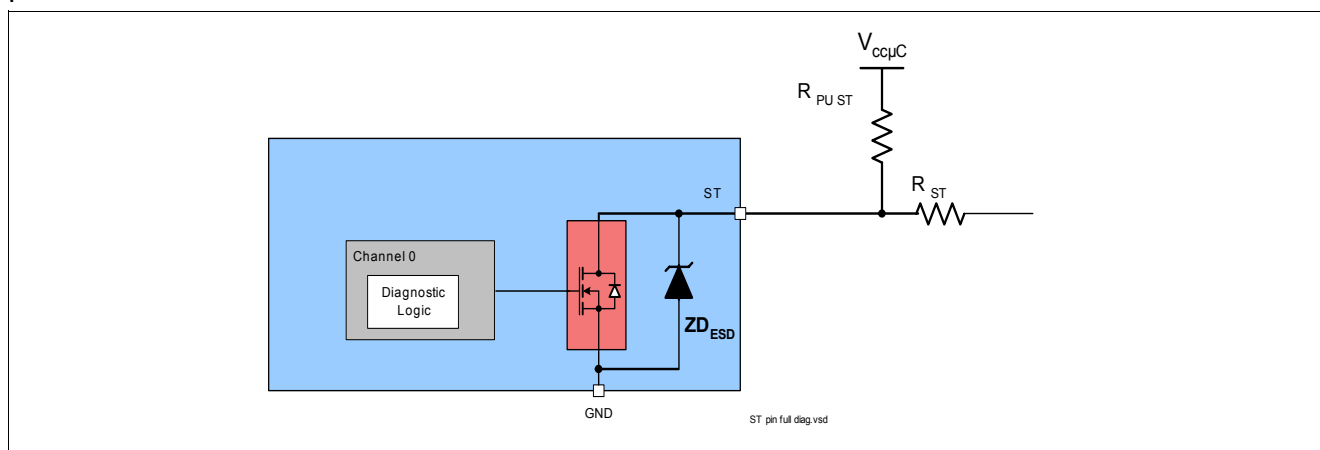 VccµC
R PU ST
R ST
ST
Channel 0
Diagnostic
Logic
ZDESD
GND
ST pin full diag.vsd